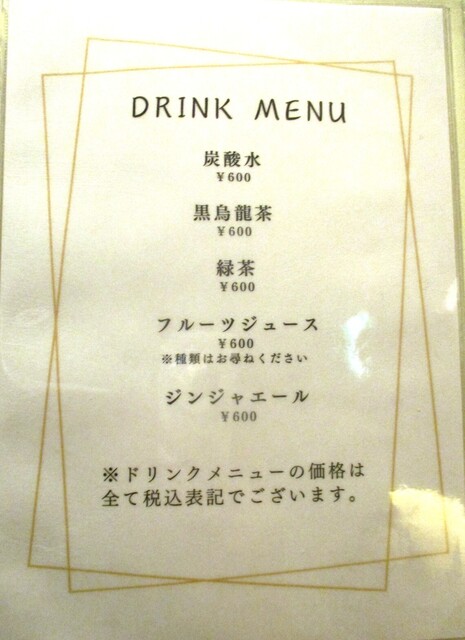 DRINK MENU
炭酸水
¥600
黒烏龍茶
¥600
緑茶
¥600
フルーツジュース
¥600
※種類はお尋ねください
ジンジャエール
¥600
※ドリンクメニューの価格は
全て税込表記でございます。